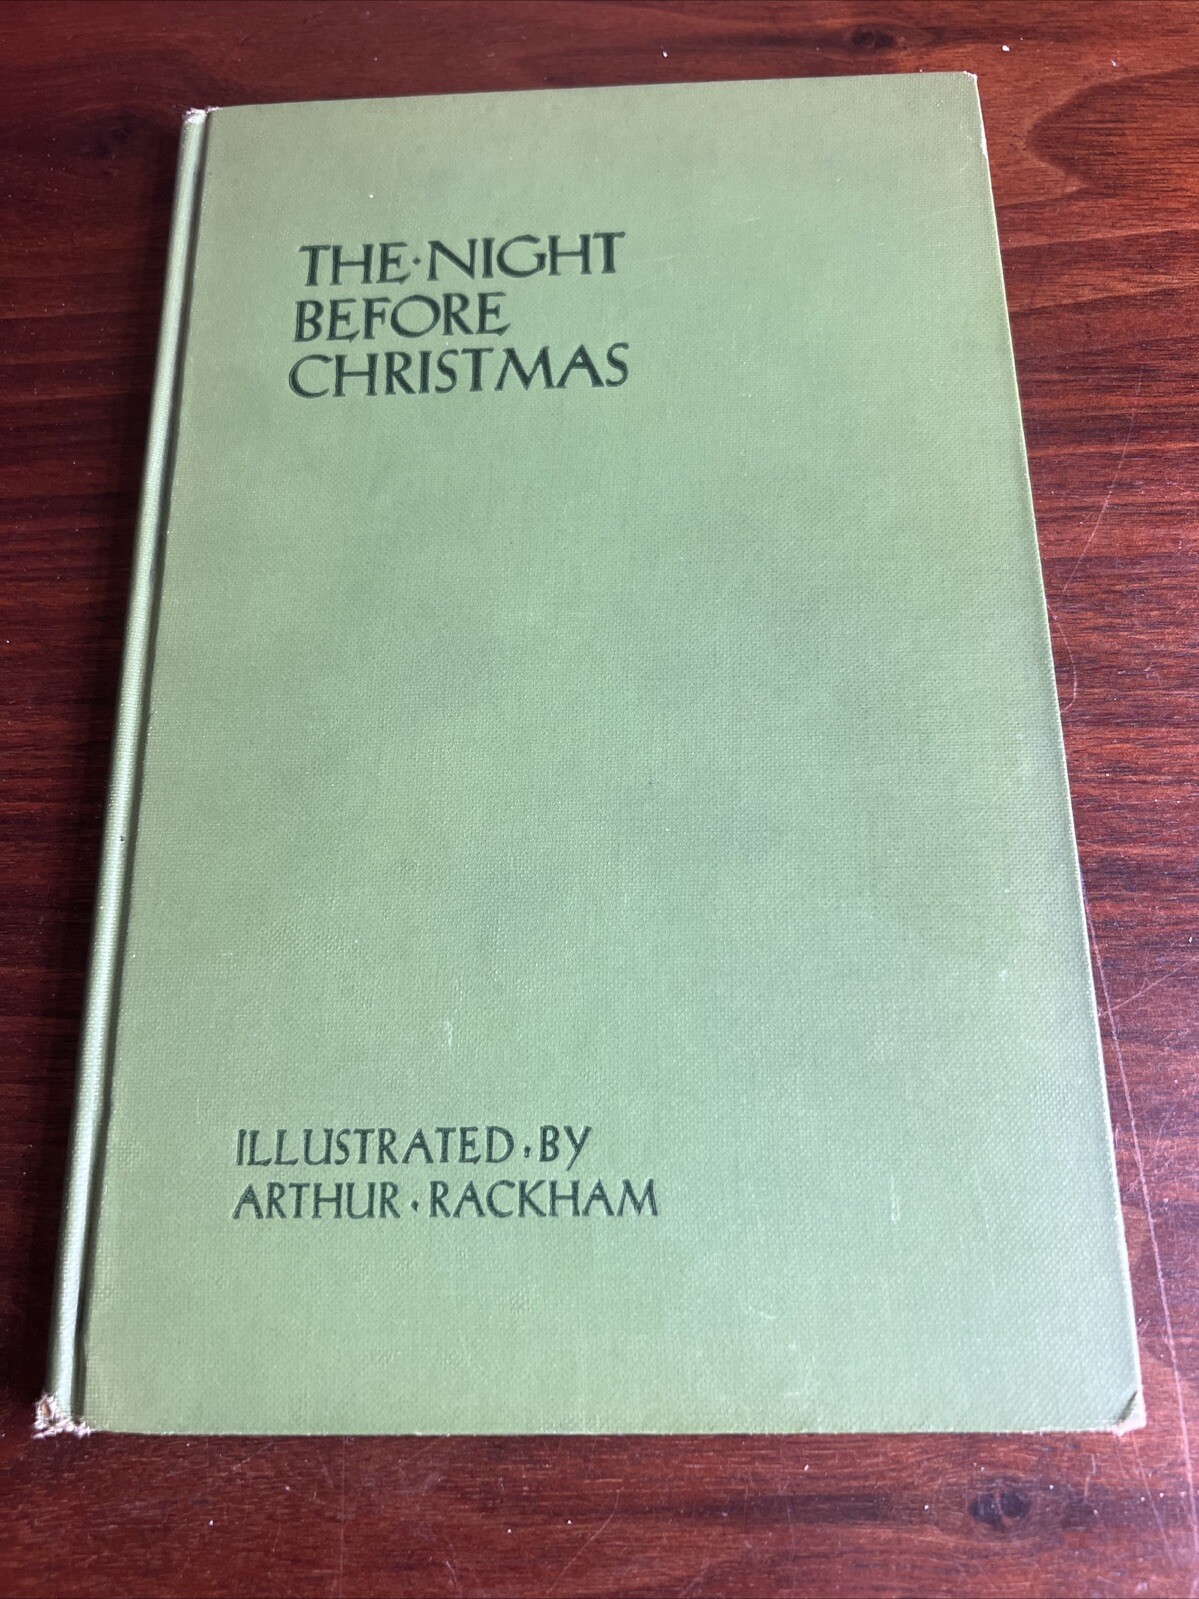 THE·NIGHT
BEFORE
CHRISTMAS
ILLUSTRATED·BY
ARTHUR·RACKHAM